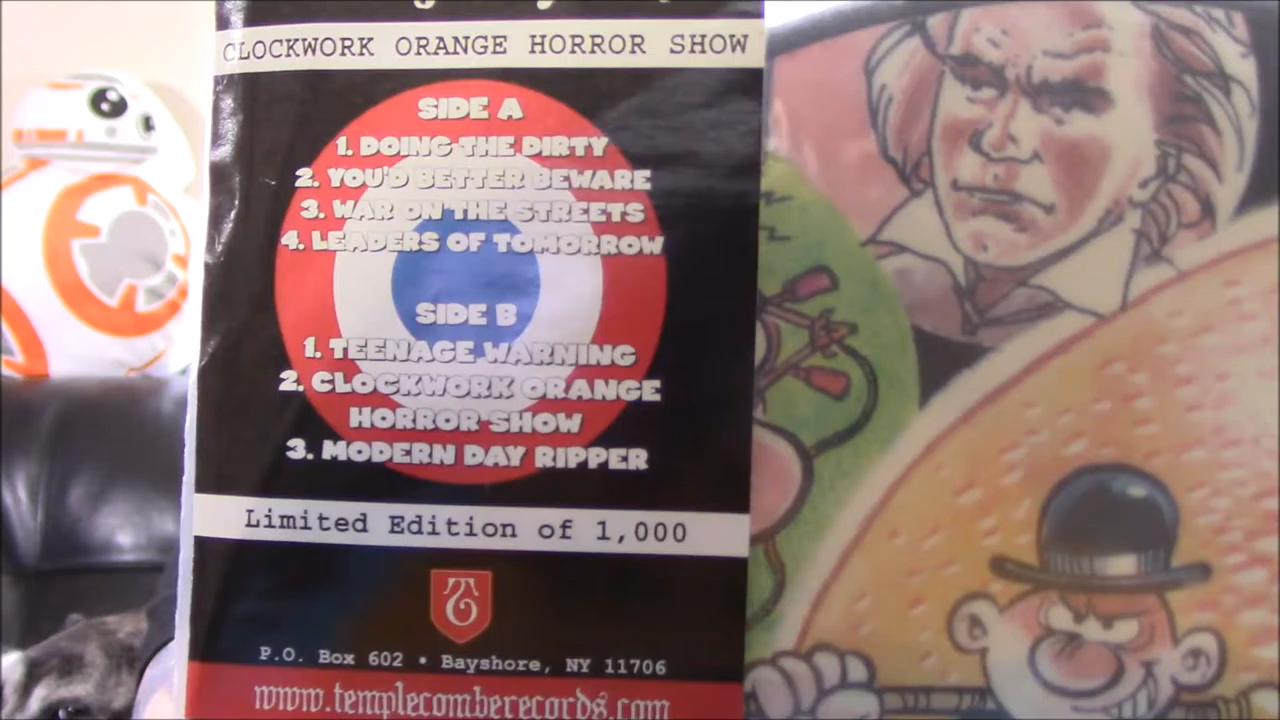 CLOCKWORK ORANGE HORROR SHOW
SIDE A
1. DOING THE DIRTY
2. YOU'D BETTER BEWARE
3. WAR ON THE STREETS
4. LEADERS OF TOMORROW
SIDE B
1. TEENAGE WARNING
2. CLOCKWORK ORANGE
HORROR SHOW
3. MODERN DAY RIPPER
Limited Edition of 1,000
P.O. Box 602 • Bayshore, NY 11706
www.templecomberecords.com